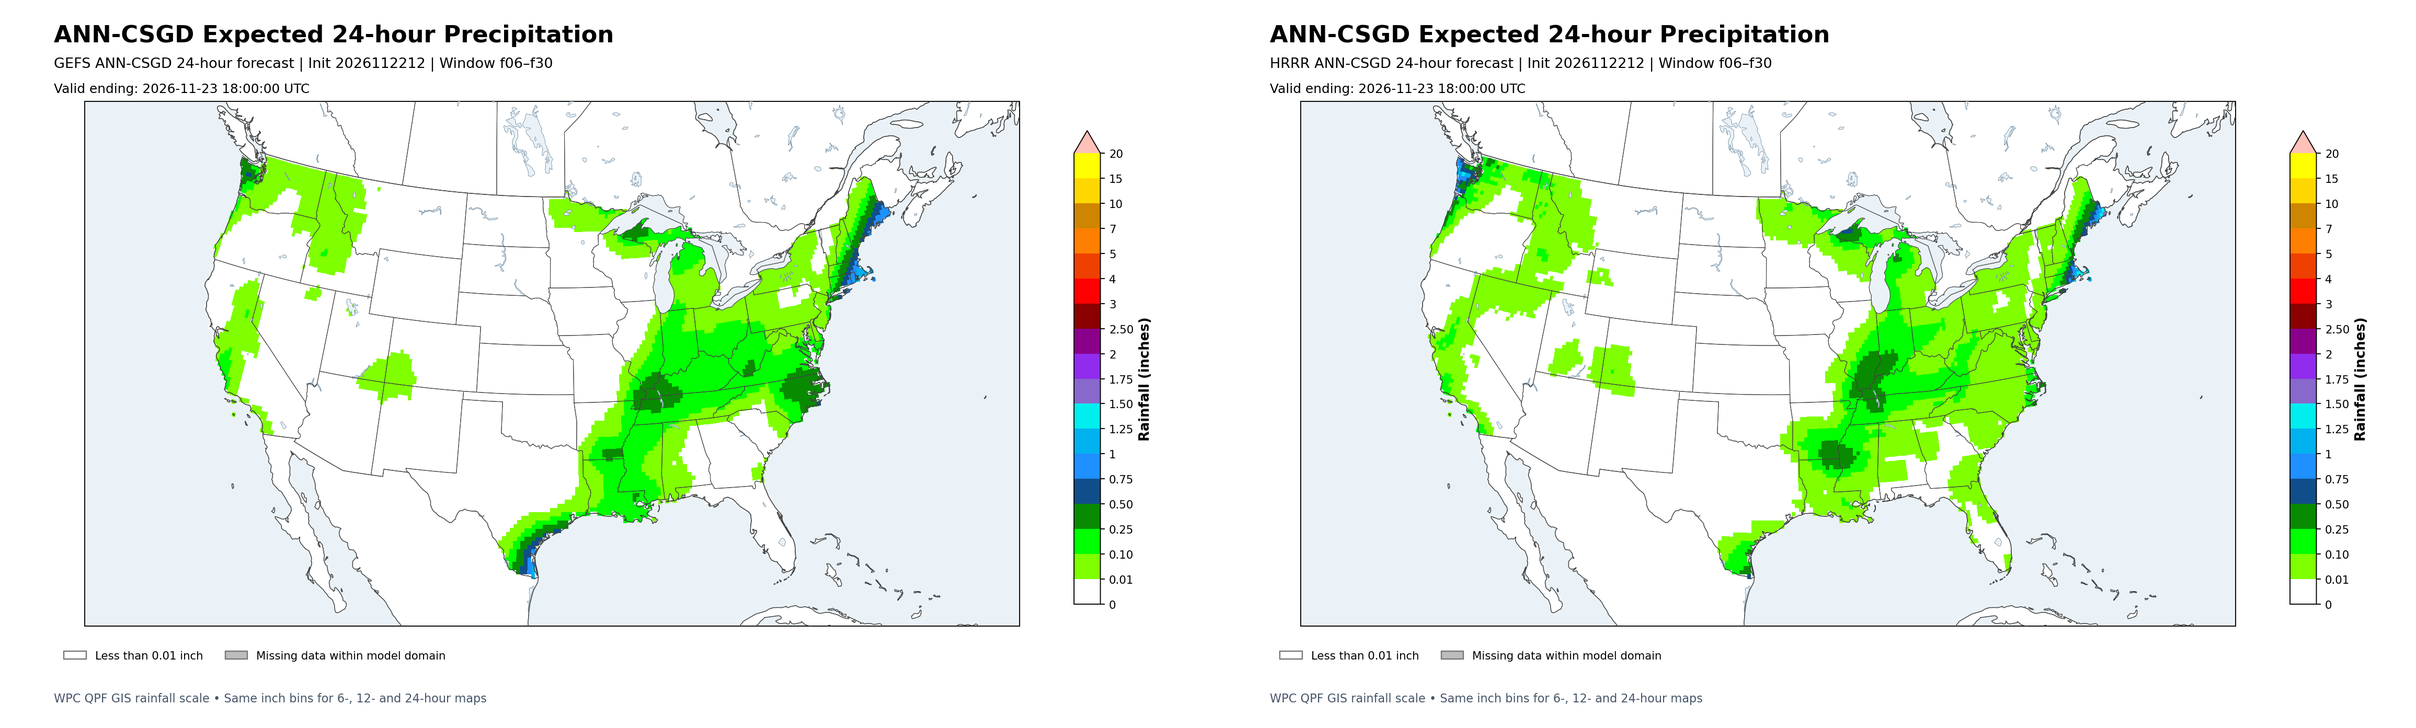 ANN-CSGD Expected 24-hour Precipitation
GEFS ANN-CSGD 24-hour forecast | Init 2026112212 | Window f06–f30
Valid ending: 2026-11-23 18:00:00 UTC
20
15
10
7
5
4
3
2.50
2
1.75
1.50
1.25
1
0.75
0.50
0.25
0.10
0.01
0
Rainfall (inches)
Less than 0.01 inch
Missing data within model domain
WPC QPF GIS rainfall scale • Same inch bins for 6-, 12- and 24-hour maps
ANN-CSGD Expected 24-hour Precipitation
HRRR ANN-CSGD 24-hour forecast | Init 2026112212 | Window f06–f30
Valid ending: 2026-11-23 18:00:00 UTC
20
15
10
7
5
4
3
2.50
2
1.75
1.50
1.25
1
0.75
0.50
0.25
0.10
0.01
0
Rainfall (inches)
Less than 0.01 inch
Missing data within model domain
WPC QPF GIS rainfall scale • Same inch bins for 6-, 12- and 24-hour maps